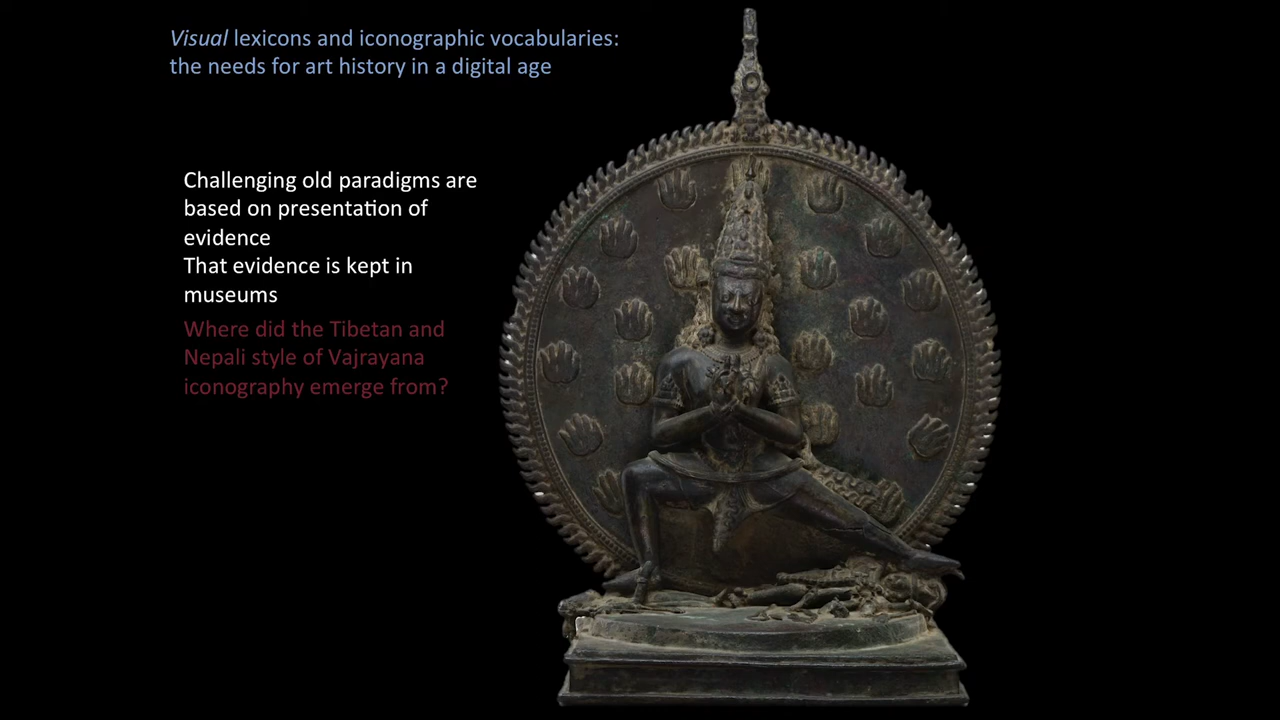 Visual lexicons and iconographic vocabularies:
the needs for art history in a digital age
Challenging old paradigms are
based on presentation of
evidence
That evidence is kept in
museums
Where did the Tibetan and
Nepali style of Vajrayana
iconography emerge from?